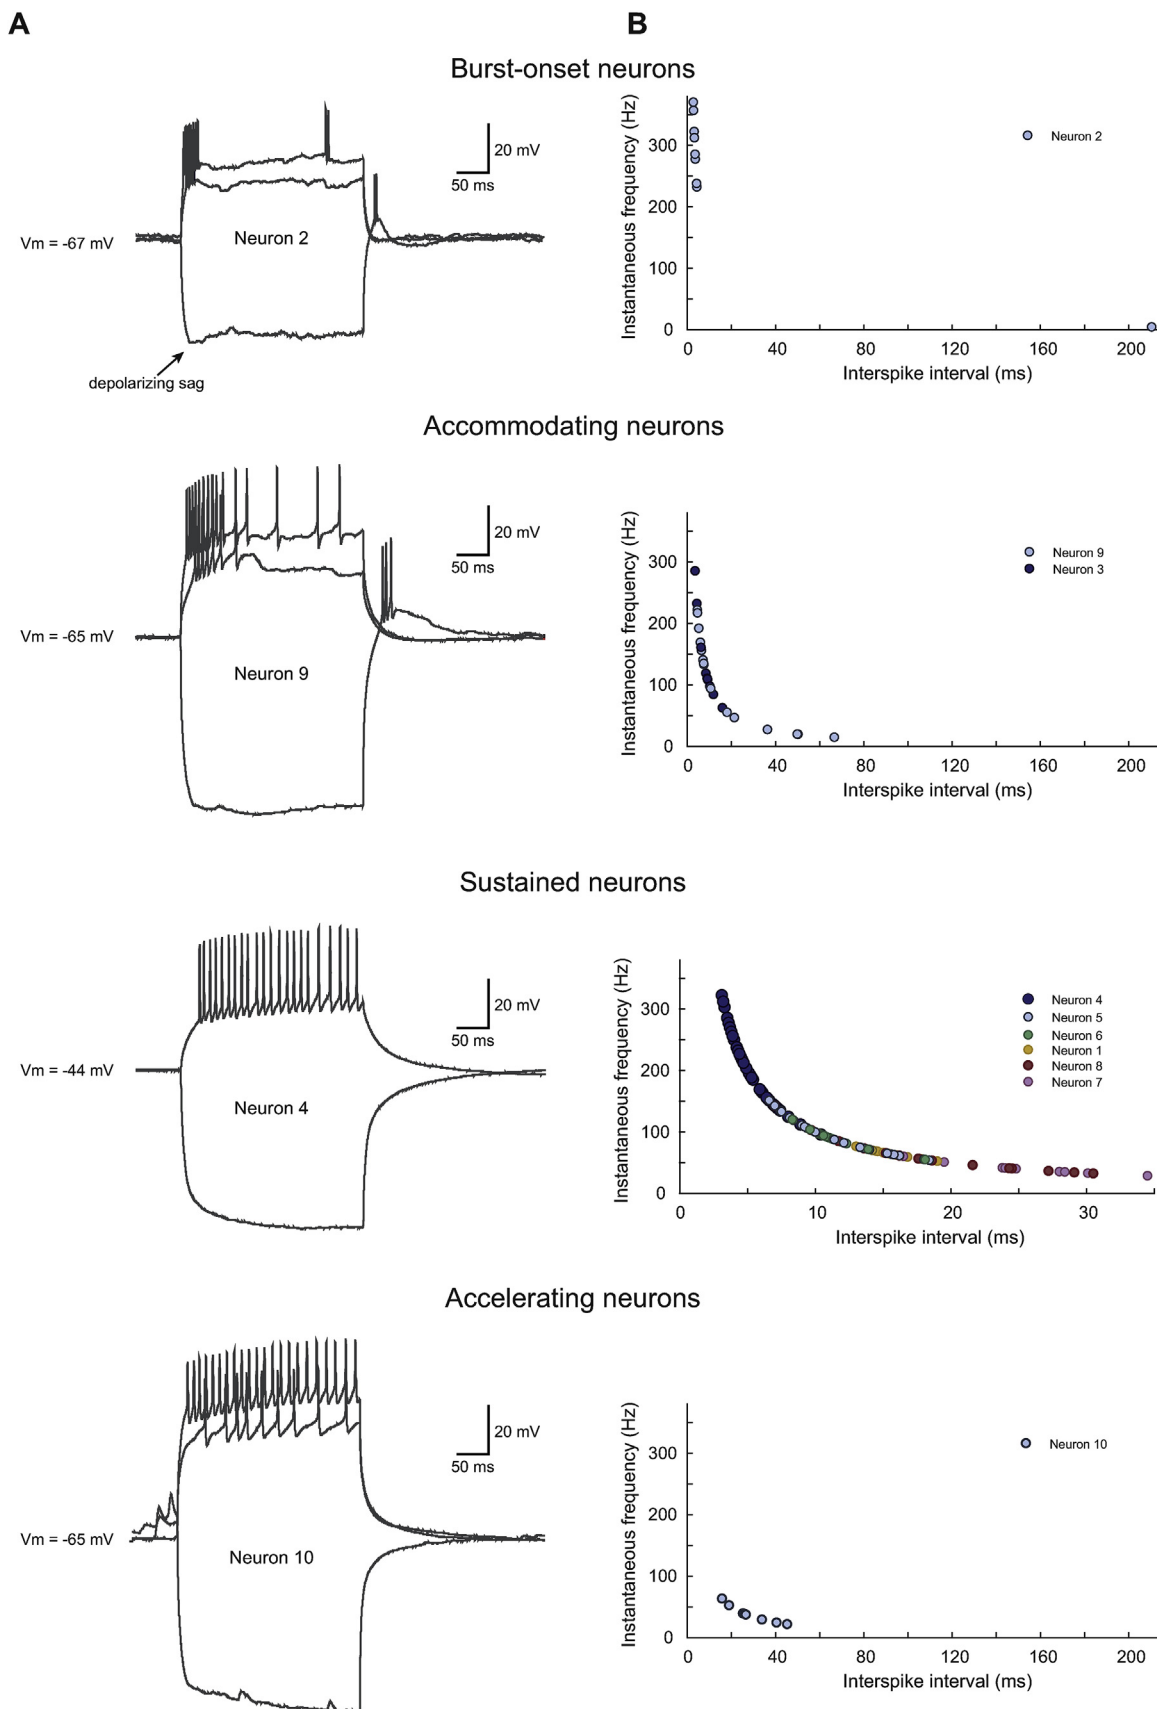 A
B
Burst-onset neurons
20 mV
50 ms
Vm = -67 mV
Neuron 2
depolarizing sag
Instantaneous frequency (Hz)
300
200
100
0
0 40 80 120 160 200
Interspike interval (ms)
Neuron 2
Accommodating neurons
20 mV
50 ms
Vm = -65 mV
Neuron 9
Instantaneous frequency (Hz)
300
200
100
0
0 40 80 120 160 200
Interspike interval (ms)
Neuron 9
Neuron 3
Sustained neurons
20 mV
50 ms
Vm = -44 mV
Neuron 4
Instantaneous frequency (Hz)
300
200
100
0
0 10 20 30
Interspike interval (ms)
Neuron 4
Neuron 5
Neuron 6
Neuron 1
Neuron 8
Neuron 7
Accelerating neurons
20 mV
50 ms
Vm = -65 mV
Neuron 10
Instantaneous frequency (Hz)
300
200
100
0
0 40 80 120 160 200
Interspike interval (ms)
Neuron 10